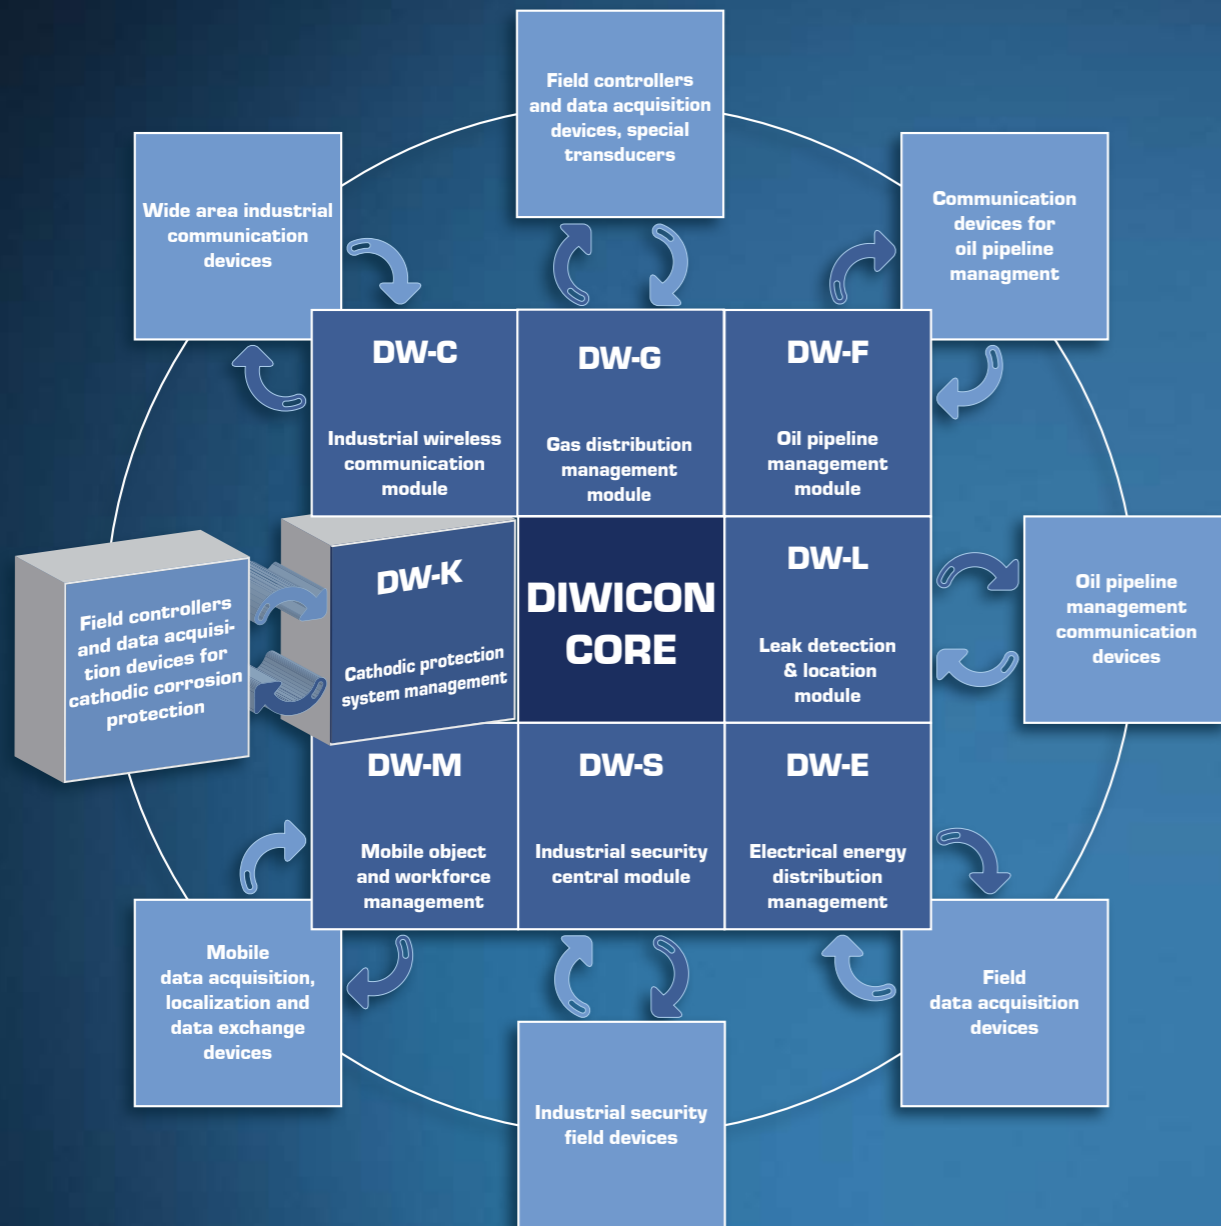 Field controllers
and data acquisition
devices, special
transducers
Wide area industrial
communication
devices
Communication
devices for
oil pipeline
managment
DW-C
Industrial wireless
communication
module
DW-G
Gas distribution
management
module
DW-F
Oil pipeline
management
module
Field controllers
and data acquisi-
tion devices for
cathodic corrosion
protection
DW-K
Cathodic protection
system management
DIWICON
CORE
DW-L
Leak detection
& location
module
Oil pipeline
management
communication
devices
DW-M
Mobile object
and workforce
management
DW-S
Industrial security
central module
DW-E
Electrical energy
distribution
management
Mobile
data acquisition,
localization and
data exchange
devices
Industrial security
field devices
Field
data acquisition
devices